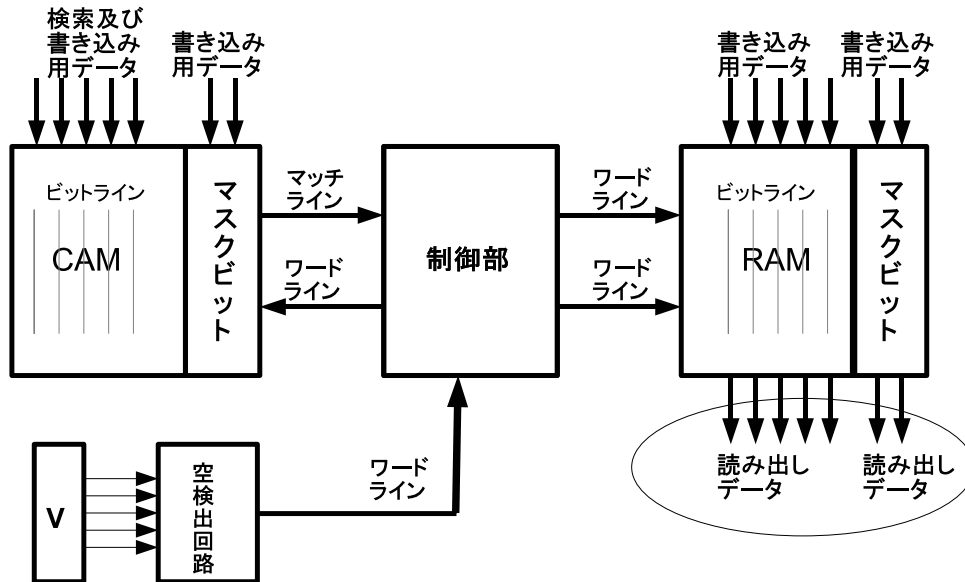 検索及び
書き込み
用データ
書き込み
用データ
書き込み
用データ
書き込み
用データ
ビットライン
CAM
マスクビット
マッチ
ライン
ワード
ライン
制御部
ワード
ライン
ワード
ライン
ビットライン
RAM
マスクビット
読み出し
データ
読み出し
データ
V
空検出回路
ワード
ライン